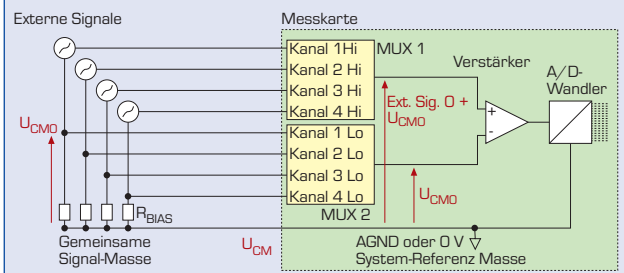 Externe Signale
Messkarte
Kanal 1Hi
MUX 1
Kanal 2 Hi
Kanal 3 Hi
Kanal 4 Hi
Verstärker
A/D-
Wandler
Ext. Sig. 0 +
UCM0
+
-
UCM0
Kanal 1 Lo
Kanal 2 Lo
Kanal 3 Lo
Kanal 4 Lo
UCM0
RBIAS
MUX 2
Gemeinsame
Signal-Masse
UCM
AGND oder 0 V
System-Referenz Masse